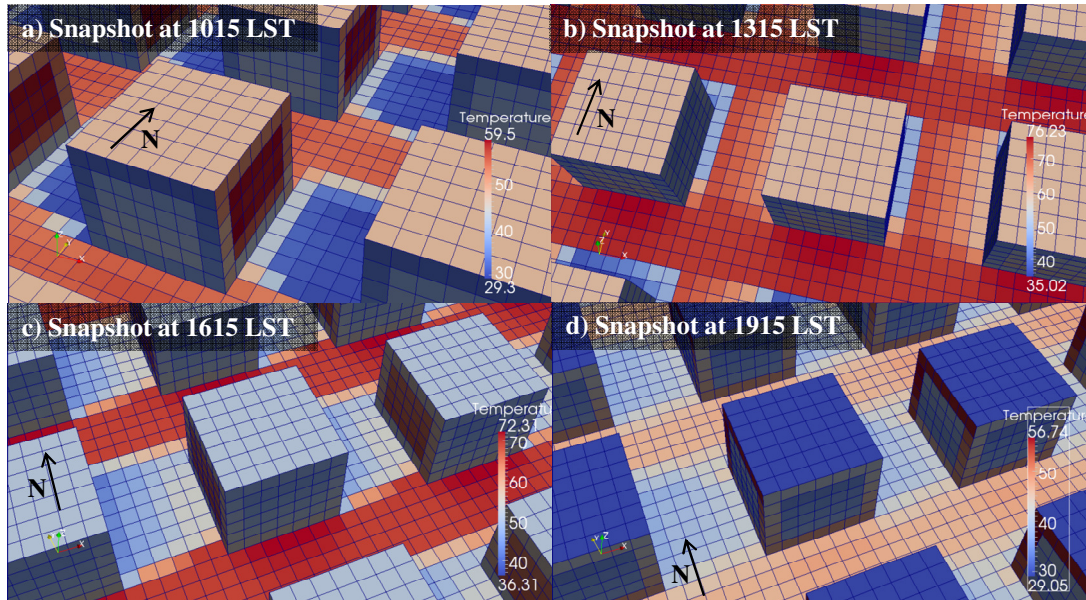 a) Snapshot at 1015 LST
N
Z
Y
X
Temperature
59.5
50
40
30
29.3
b) Snapshot at 1315 LST
N
Y
Z
X
Temperature
76.23
70
60
50
40
35.02
c) Snapshot at 1615 LST
N
X
Temperature
72.31
70
60
50
40
36.31
d) Snapshot at 1915 LST
N
Y
Z
X
Temperature
56.74
50
40
30
29.05